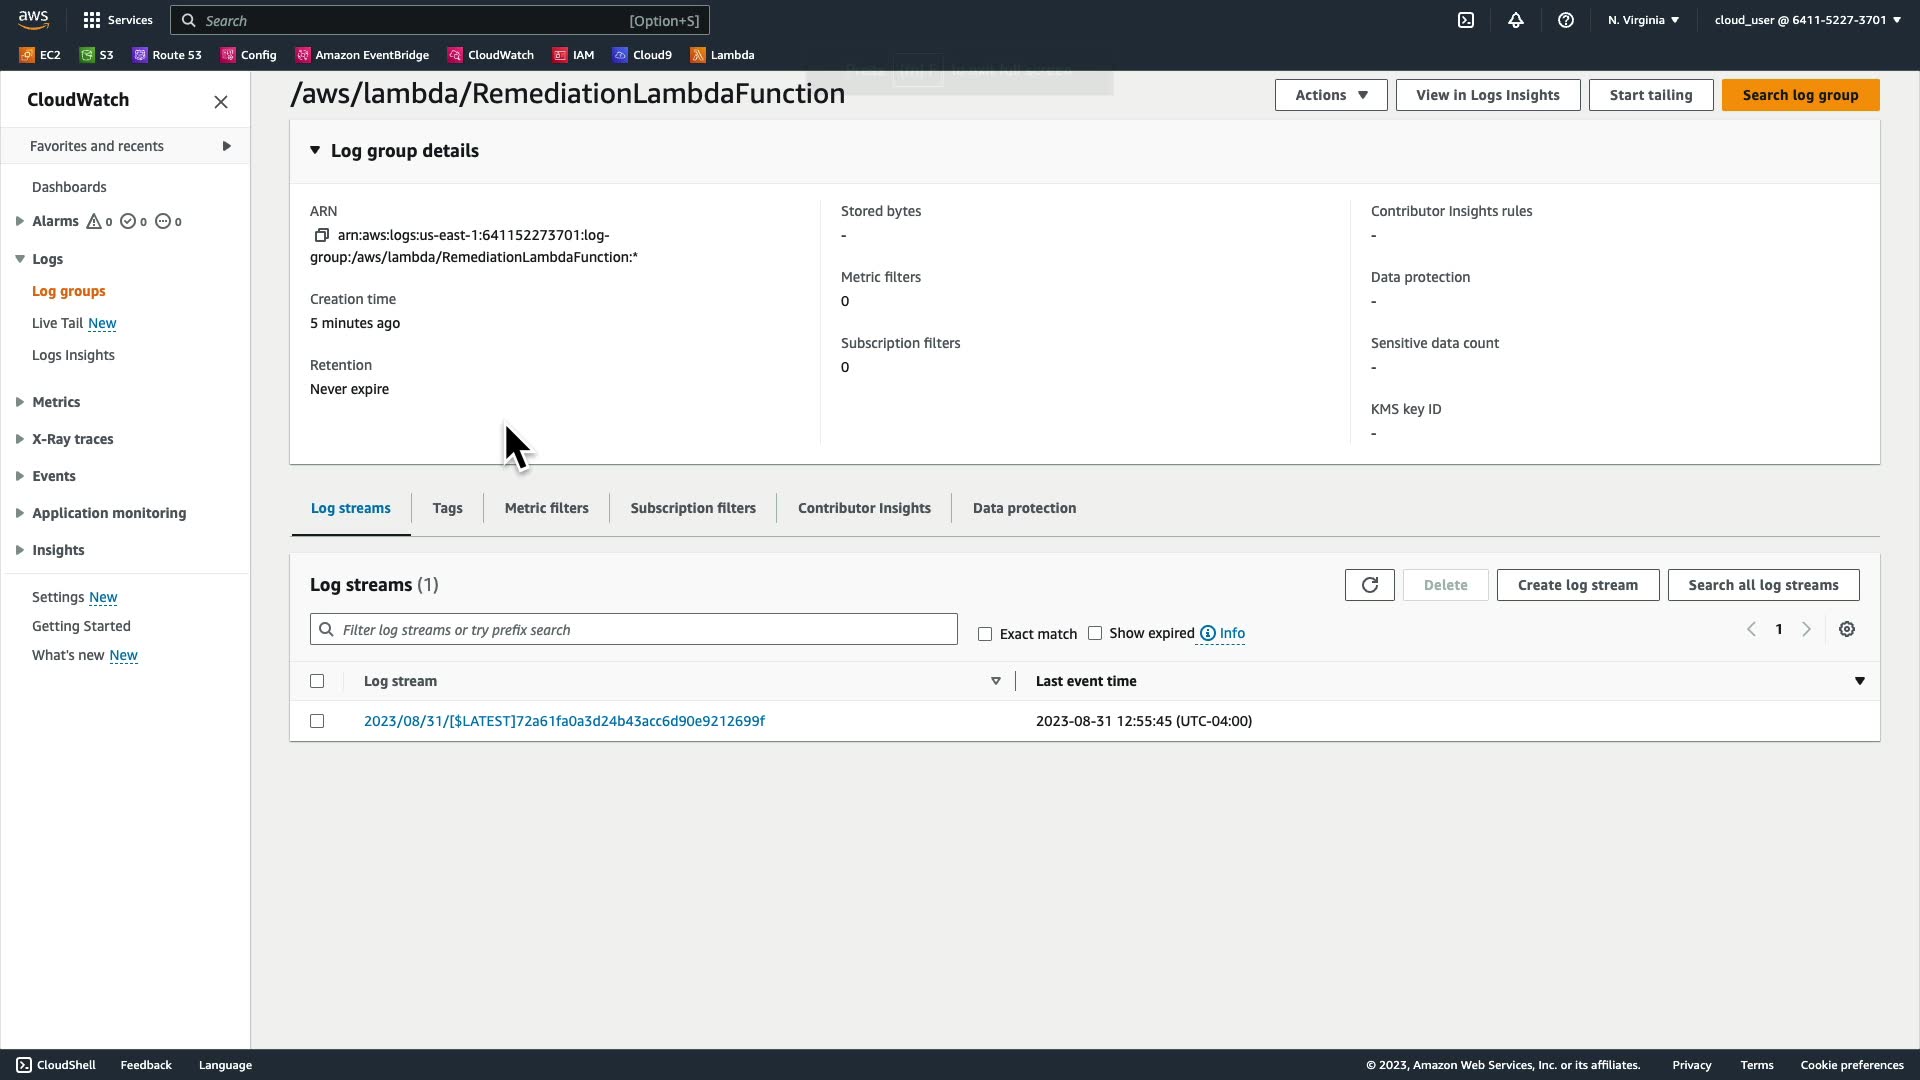 aws
Services
Search
[Option+S]
N. Virginia
cloud_user @ 6411-5227-3701
EC2
S3
Route 53
Config
Amazon EventBridge
CloudWatch
IAM
Cloud9
Lambda
CloudWatch
Favorites and recents
Dashboards
Alarms 0 0 0
Logs
Log groups
Live Tail New
Logs Insights
Metrics
X-Ray traces
Events
Application monitoring
Insights
Settings New
Getting Started
What's new New
/aws/lambda/RemediationLambdaFunction
Actions
View in Logs Insights
Start tailing
Search log group
Log group details
ARN
arn:aws:logs:us-east-1:641152273701:log-
group:/aws/lambda/RemediationLambdaFunction:*
Creation time
5 minutes ago
Retention
Never expire
Stored bytes
-
Metric filters
0
Subscription filters
0
Contributor Insights rules
-
Data protection
-
Sensitive data count
-
KMS key ID
-
Log streams
Tags
Metric filters
Subscription filters
Contributor Insights
Data protection
Log streams (1)
Delete
Create log stream
Search all log streams
Filter log streams or try prefix search
Exact match
Show expired
Info
1
Log stream
Last event time
2023/08/31/[$LATEST]72a61fa0a3d24b43acc6d90e9212699f
2023-08-31 12:55:45 (UTC-04:00)
CloudShell
Feedback
Language
© 2023, Amazon Web Services, Inc. or its affiliates.
Privacy
Terms
Cookie preferences